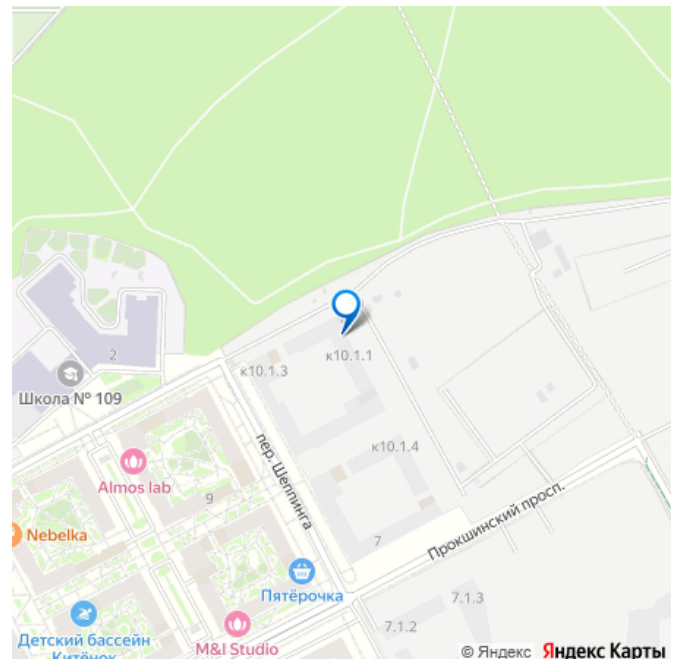 к10.1.1
к10.1.3
2
Школа № 109
к10.1.4
пер. Шеппинга
Almos lab
9
Nebelka
7
Прокшинский просп.
Пятёрочка
7.1.3
7.1.2
Детский бассейн
Китёнок
M&I Studio
© Яндекс Яндекс Карты